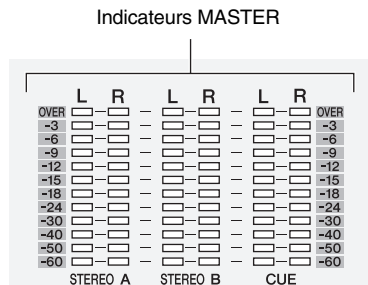 Indicateurs MASTER
L R L R L R
OVER OVER
-3 -3
-6 -6
-9 -9
-12 -12
-15 -15
-18 -18
-24 -24
-30 -30
-40 -40
-50 -50
-60 -60
STEREO A STEREO B CUE